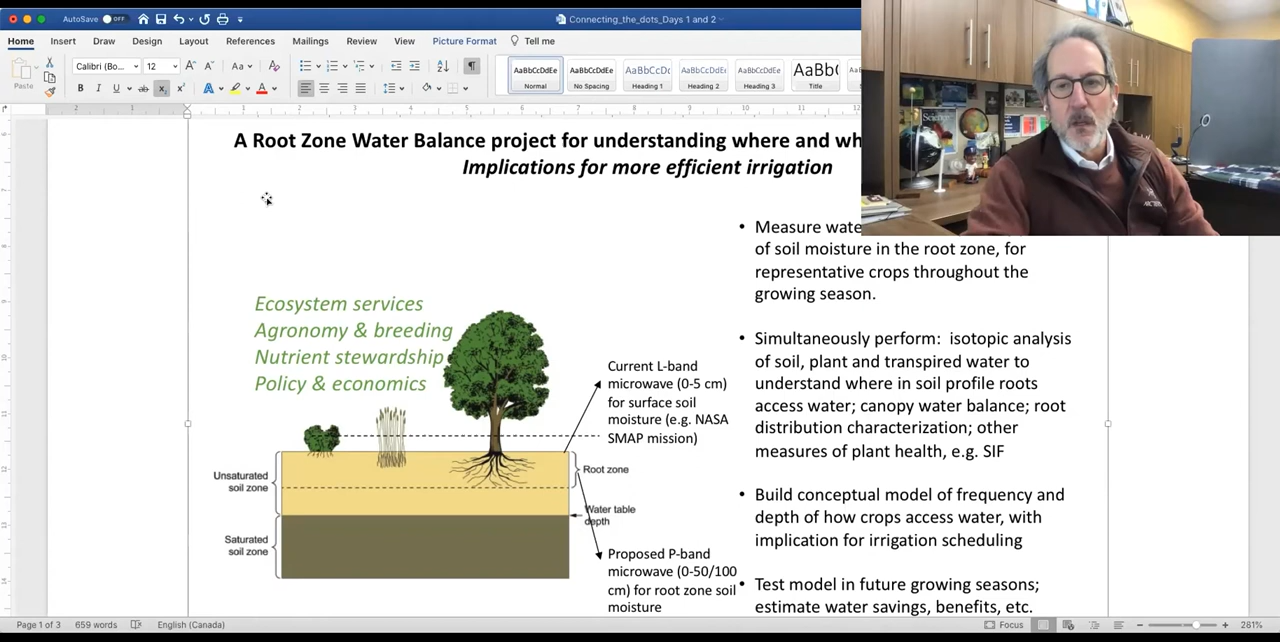 AutoSave OFF
Connecting_the_dots_Days 1 and 2
Home Insert Draw Design Layout References Mailings Review View Picture Format Tell me
Paste
Calibri (Bo... 12
AaBbCcDdEe AaBbCcDdEe AaBbCcDc AaBbCcDdEe AaBbCcDdEe AaBb(
Normal No Spacing Heading 1 Heading 2 Heading 3 Title
A Root Zone Water Balance project for understanding where and wh
Implications for more efficient irrigation
Ecosystem services
Agronomy & breeding
Nutrient stewardship
Policy & economics
Unsaturated
soil zone
Saturated
soil zone
Current L-band
microwave (0-5 cm)
for surface soil
moisture (e.g. NASA
SMAP mission)
Root zone
Water table
depth
Proposed P-band
microwave (0-50/100
cm) for root zone soil
moisture
• Measure wate
of soil moisture in the root zone, for
representative crops throughout the
growing season.
• Simultaneously perform: isotopic analysis
of soil, plant and transpired water to
understand where in soil profile roots
access water; canopy water balance; root
distribution characterization; other
measures of plant health, e.g. SIF
• Build conceptual model of frequency and
depth of how crops access water, with
implication for irrigation scheduling
• Test model in future growing seasons;
estimate water savings, benefits, etc.
Science
Page 1 of 3 659 words English (Canada) Focus 281%